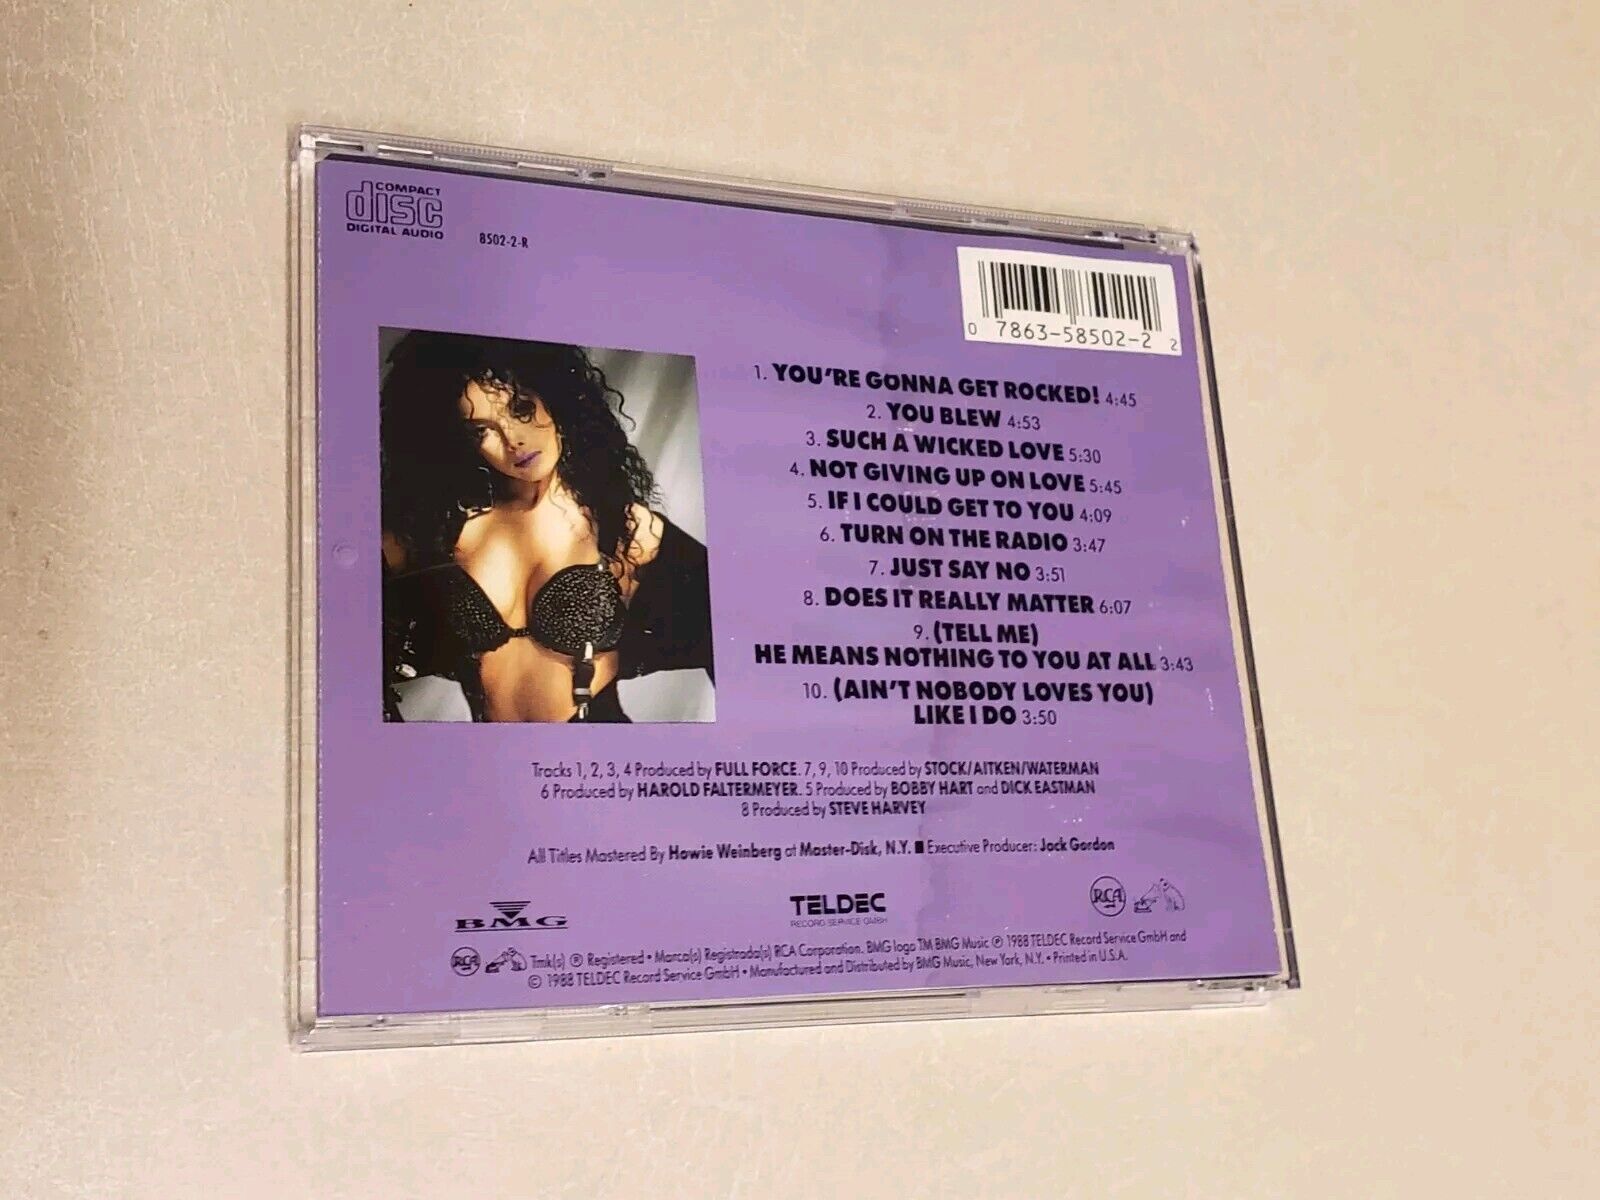 COMPACT
disc
DIGITAL AUDIO
8502-2-R
0 7863-58502-2 2
1. YOU'RE GONNA GET ROCKED! 4:45
2. YOU BLEW 4:53
3. SUCH A WICKED LOVE 5:30
4. NOT GIVING UP ON LOVE 5:45
5. IF I COULD GET TO YOU 4:09
6. TURN ON THE RADIO 3:47
7. JUST SAY NO 3:51
8. DOES IT REALLY MATTER 6:07
9. (TELL ME)
HE MEANS NOTHING TO YOU AT ALL 3:43
10. (AIN'T NOBODY LOVES YOU)
LIKE I DO 3:50
Tracks 1, 2, 3, 4 Produced by FULL FORCE. 7, 9, 10 Produced by STOCK/AITKEN/WATERMAN
6 Produced by HAROLD FALTERMEYER. 5 Produced by BOBBY HART and DICK EASTMAN
8 Produced by STEVE HARVEY
All Titles Mastered By Howie Weinberg at Master-Disk, N.Y. ■ Executive Producer: Jack Gordon
BMG
TELDEC
RECORD SERVICE GMBH
RCA
RCA
Tmk(s) ® Registered • Marca(s) Registrada(s) RCA Corporation. BMG logo TM BMG Music ℗ 1988 TELDEC Record Service GmbH and
© 1988 TELDEC Record Service GmbH • Manufactured and Distributed by BMG Music, New York, N.Y. • Printed in U.S.A.